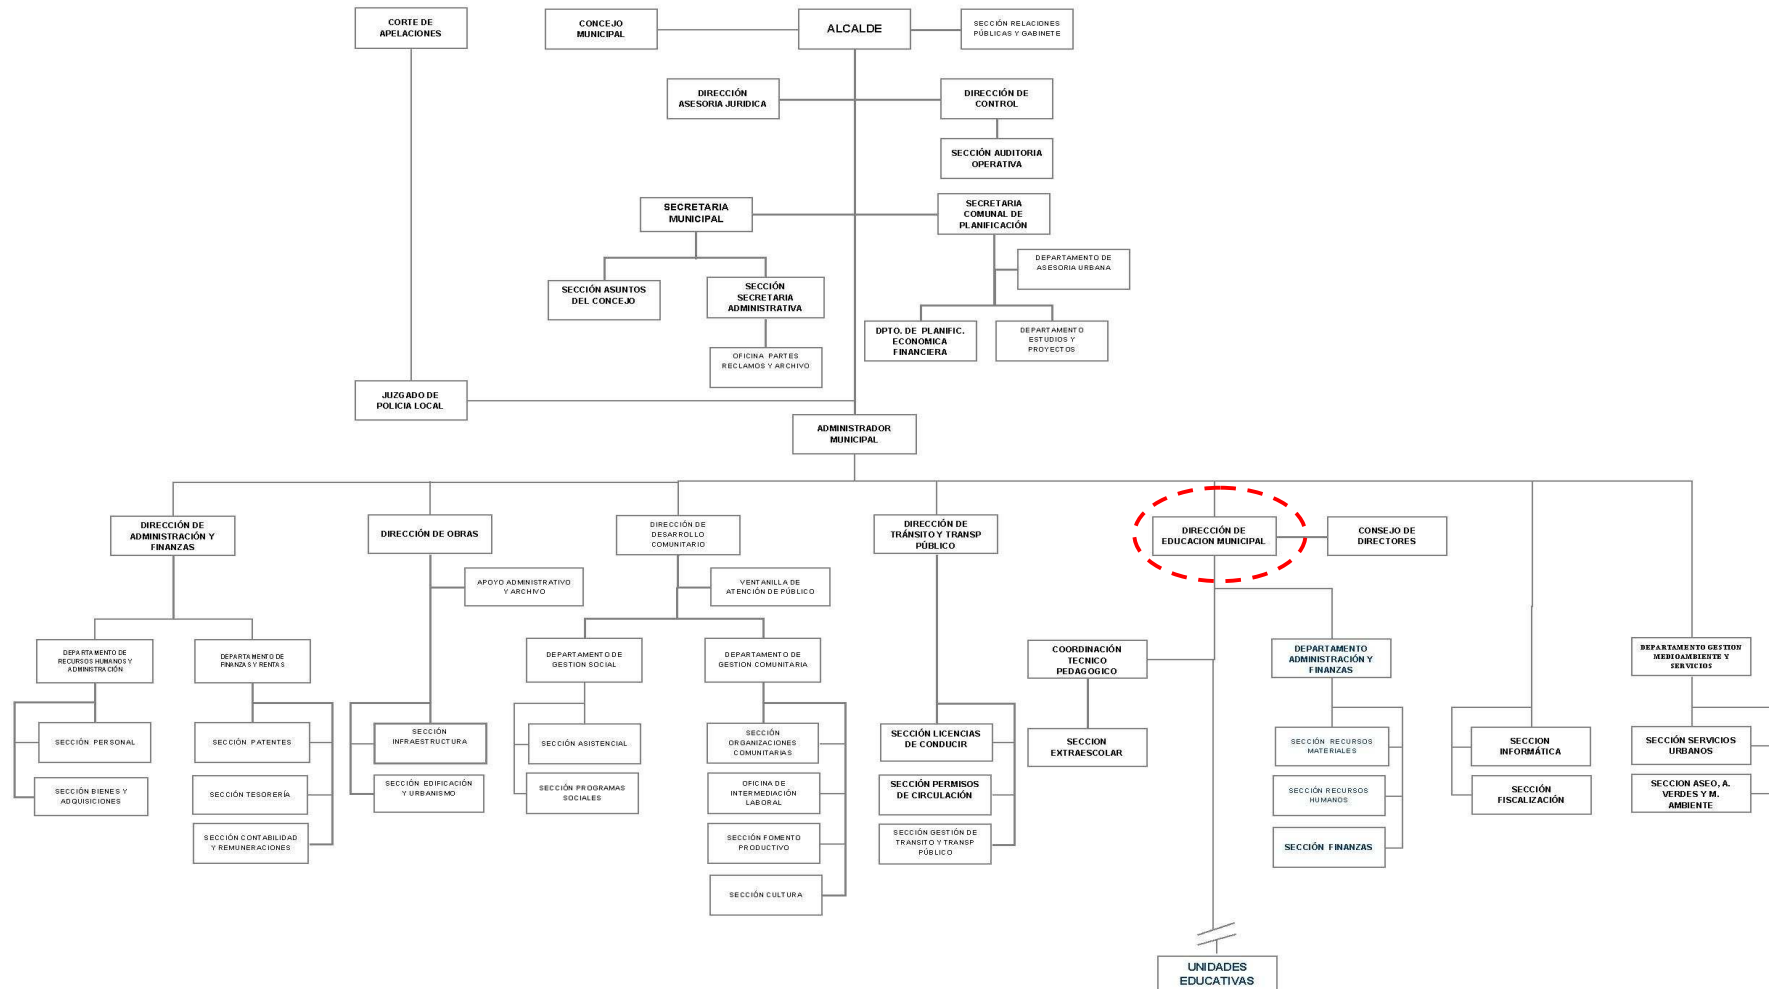 CORTE DE
APELACIONES
CONCEJO
MUNICIPAL
ALCALDE
SECCIÓN RELACIONES
PÚBLICAS Y GABINETE
DIRECCIÓN
ASESORIA JURIDICA
DIRECCIÓN DE
CONTROL
SECCIÓN AUDITORIA
OPERATIVA
SECRETARIA
MUNICIPAL
SECRETARIA
COMUNAL DE
PLANIFICACIÓN
DEPARTAMENTO DE
ASESORIA URBANA
SECCIÓN ASUNTOS
DEL CONCEJO
SECCIÓN
SECRETARIA
ADMINISTRATIVA
DPTO. DE PLANIFIC.
ECONOMICA
FINANCIERA
DEPARTAMENTO
ESTUDIOS Y
PROYECTOS
OFICINA PARTES
RECLAMOS Y ARCHIVO
JUZGADO DE
POLICIA LOCAL
ADMINISTRADOR
MUNICIPAL
DIRECCIÓN DE
ADMINISTRACIÓN Y
FINANZAS
DIRECCIÓN DE OBRAS
DIRECCIÓN DE
DESARROLLO
COMUNITARIO
DIRECCIÓN DE
TRÁNSITO Y TRANSP
PÚBLICO
DIRECCIÓN DE
EDUCACION MUNICIPAL
CONSEJO DE
DIRECTORES
APOYO ADMINISTRATIVO
Y ARCHIVO
VENTANILLA DE
ATENCIÓN DE PÚBLICO
DEPARTAMENTO DE
RECURSOS HUMANOS Y
ADMINISTRACIÓN
DEPARTAMENTO DE
FINANZAS Y RENTAS
DEPARTAMENTO DE
GESTION SOCIAL
DEPARTAMENTO DE
GESTION COMUNITARIA
COORDINACIÓN
TECNICO
PEDAGOGICO
DEPARTAMENTO
ADMINISTRACIÓN Y
FINANZAS
DEPARTAMENTO GESTION
MEDIOAMBIENTE Y
SERVICIOS
SECCIÓN PERSONAL
SECCIÓN PATENTES
SECCIÓN
INFRAESTRUCTURA
SECCIÓN ASISTENCIAL
SECCIÓN
ORGANIZACIONES
COMUNITARIAS
SECCIÓN LICENCIAS
DE CONDUCIR
SECCION
EXTRAESCOLAR
SECCIÓN RECURSOS
MATERIALES
SECCION
INFORMÁTICA
SECCIÓN SERVICIOS
URBANOS
SECCIÓN BIENES Y
ADQUISICIONES
SECCIÓN TESORERÍA
SECCIÓN EDIFICACIÓN
Y URBANISMO
SECCIÓN PROGRAMAS
SOCIALES
OFICINA DE
INTERMEDIACIÓN
LABORAL
SECCIÓN PERMISOS
DE CIRCULACIÓN
SECCIÓN RECURSOS
HUMANOS
SECCIÓN
FISCALIZACIÓN
SECCION ASEO, A.
VERDES Y M.
AMBIENTE
SECCIÓN CONTABILIDAD
Y REMUNERACIONES
SECCIÓN FOMENTO
PRODUCTIVO
SECCIÓN GESTIÓN DE
TRANSITO Y TRANSP
PÚBLICO
SECCIÓN FINANZAS
SECCIÓN CULTURA
UNIDADES
EDUCATIVAS